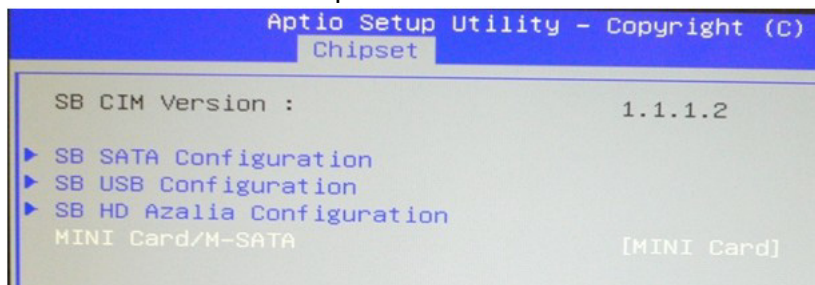 Aptio Setup Utility – Copyright (C)
Chipset
SB CIM Version : 1.1.1.2
SB SATA Configuration
SB USB Configuration
SB HD Azalia Configuration
MINI Card/M-SATA [MINI Card]